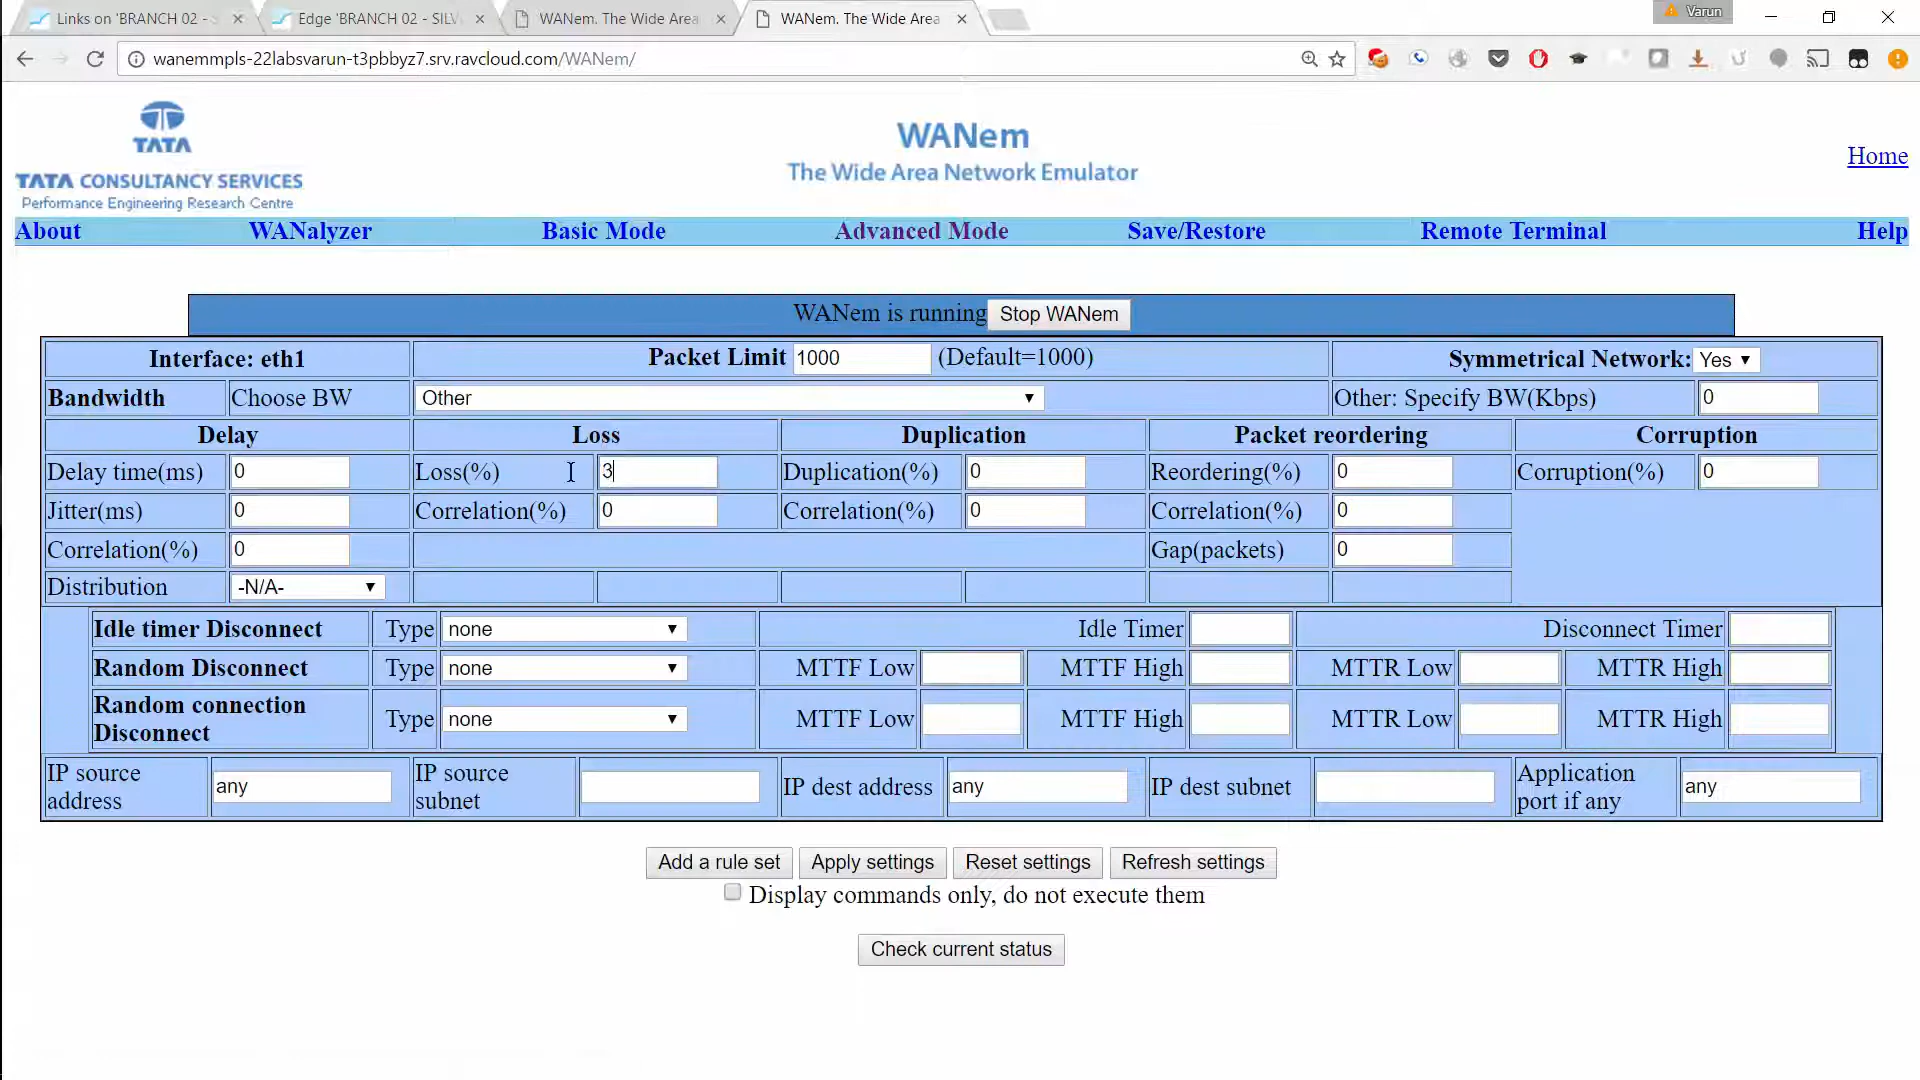 Links on 'BRANCH 02 - S
Edge 'BRANCH 02 - SILV
WANem. The Wide Area
WANem. The Wide Area
Varun
wanemmpls-22labsvarun-t3pbbyz7.srv.ravcloud.com/WANem/
TATA
TATA CONSULTANCY SERVICES
Performance Engineering Research Centre
WANem
The Wide Area Network Emulator
Home
About WANalyzer Basic Mode Advanced Mode Save/Restore Remote Terminal Help
WANem is running Stop WANem
Interface: eth1 Packet Limit 1000 (Default=1000) Symmetrical Network: Yes
Bandwidth Choose BW Other Other: Specify BW(Kbps) 0
Delay Loss Duplication Packet reordering Corruption
Delay time(ms) 0 Loss(%) 3 Duplication(%) 0 Reordering(%) 0 Corruption(%) 0
Jitter(ms) 0 Correlation(%) 0 Correlation(%) 0 Correlation(%) 0
Correlation(%) 0 Gap(packets) 0
Distribution -N/A-
Idle timer Disconnect Type none Idle Timer Disconnect Timer
Random Disconnect Type none MTTF Low MTTF High MTTR Low MTTR High
Random connection
Disconnect Type none MTTF Low MTTF High MTTR Low MTTR High
IP source
address any IP source
subnet IP dest address any IP dest subnet Application
port if any any
Add a rule set Apply settings Reset settings Refresh settings
Display commands only, do not execute them
Check current status